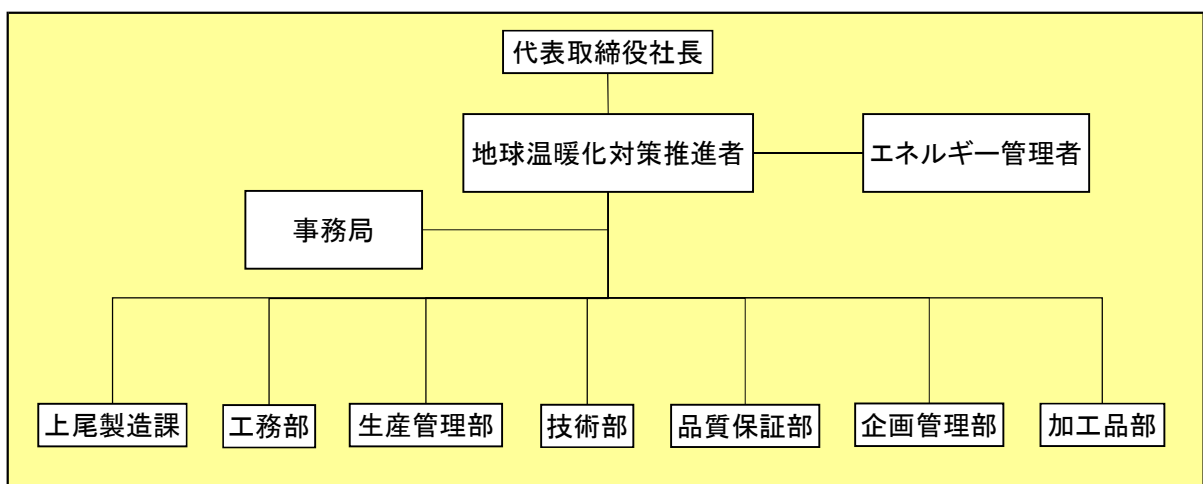 代表取締役社長
地球温暖化対策推進者
エネルギー管理者
事務局
上尾製造課
工務部
生産管理部
技術部
品質保証部
企画管理部
加工品部